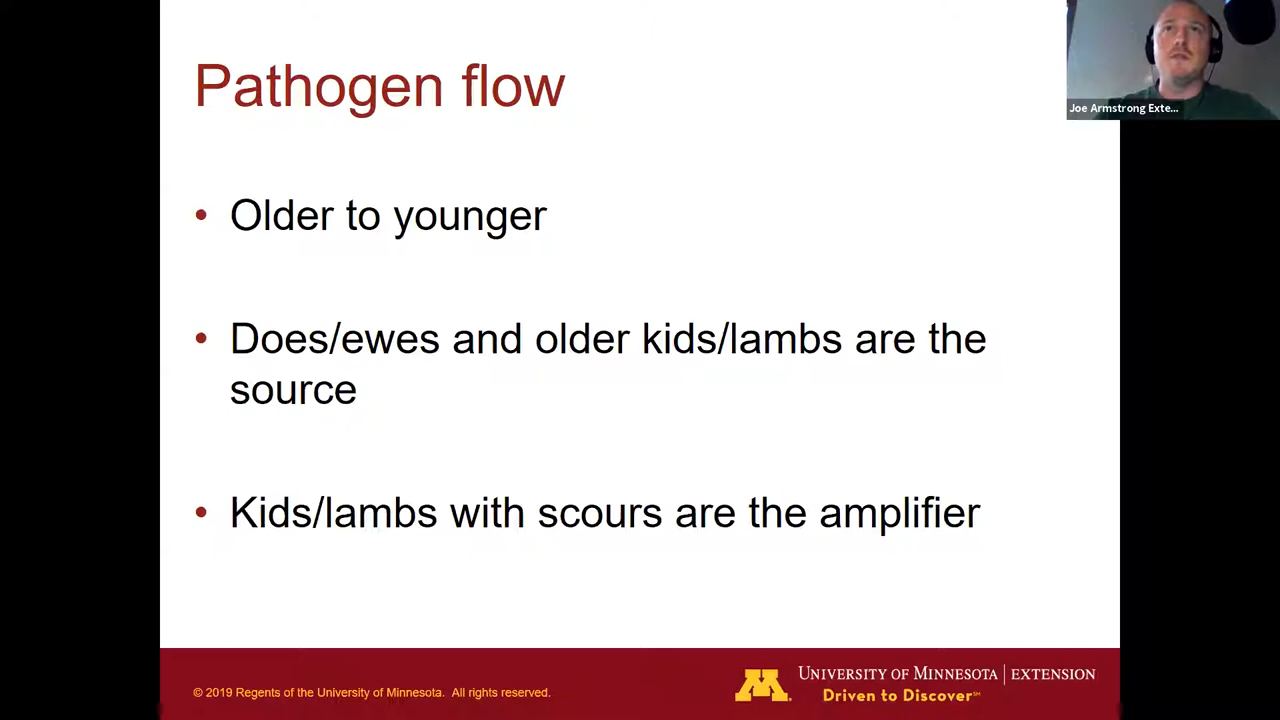 Pathogen flow
Joe Armstrong Exte...
• Older to younger
• Does/ewes and older kids/lambs are the
source
• Kids/lambs with scours are the amplifier
© 2019 Regents of the University of Minnesota. All rights reserved.
UNIVERSITY OF MINNESOTA | EXTENSION
Driven to Discover℠